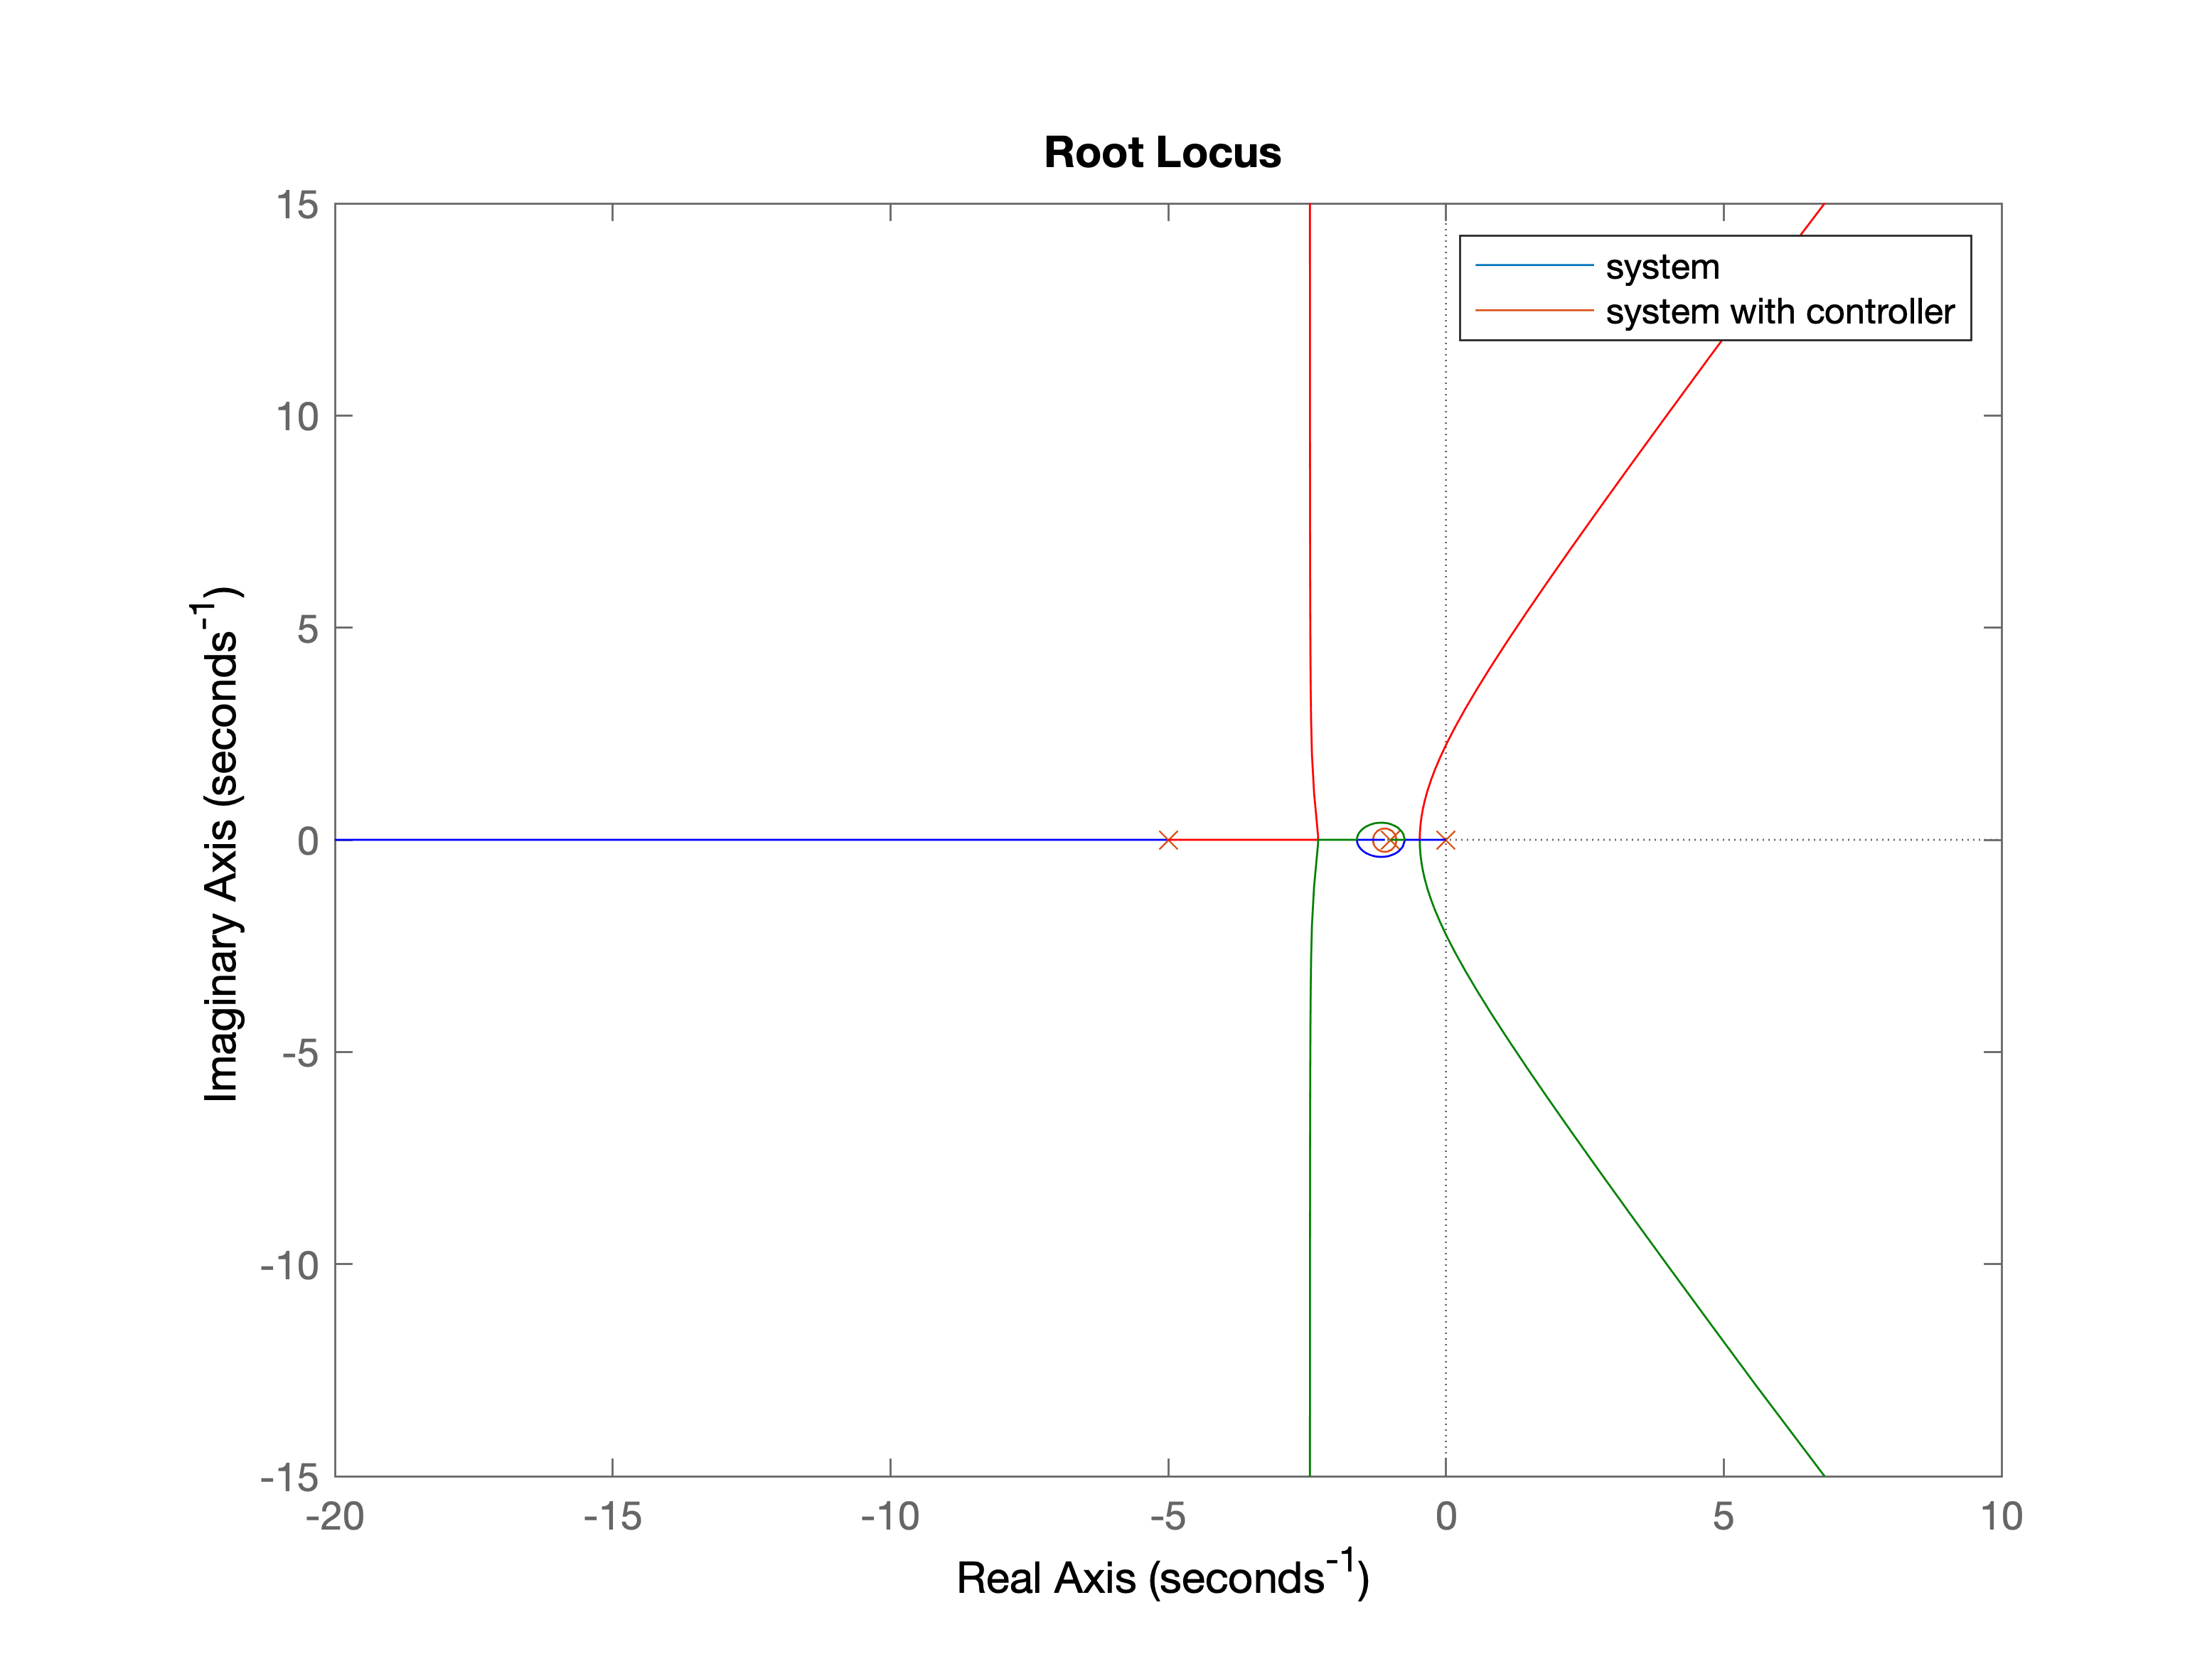 Root Locus
system
system with controller
15
10
5
0
-5
-10
-15
-20
-15
-10
-5
0
5
10
Real Axis (seconds⁻¹)
Imaginary Axis (seconds⁻¹)